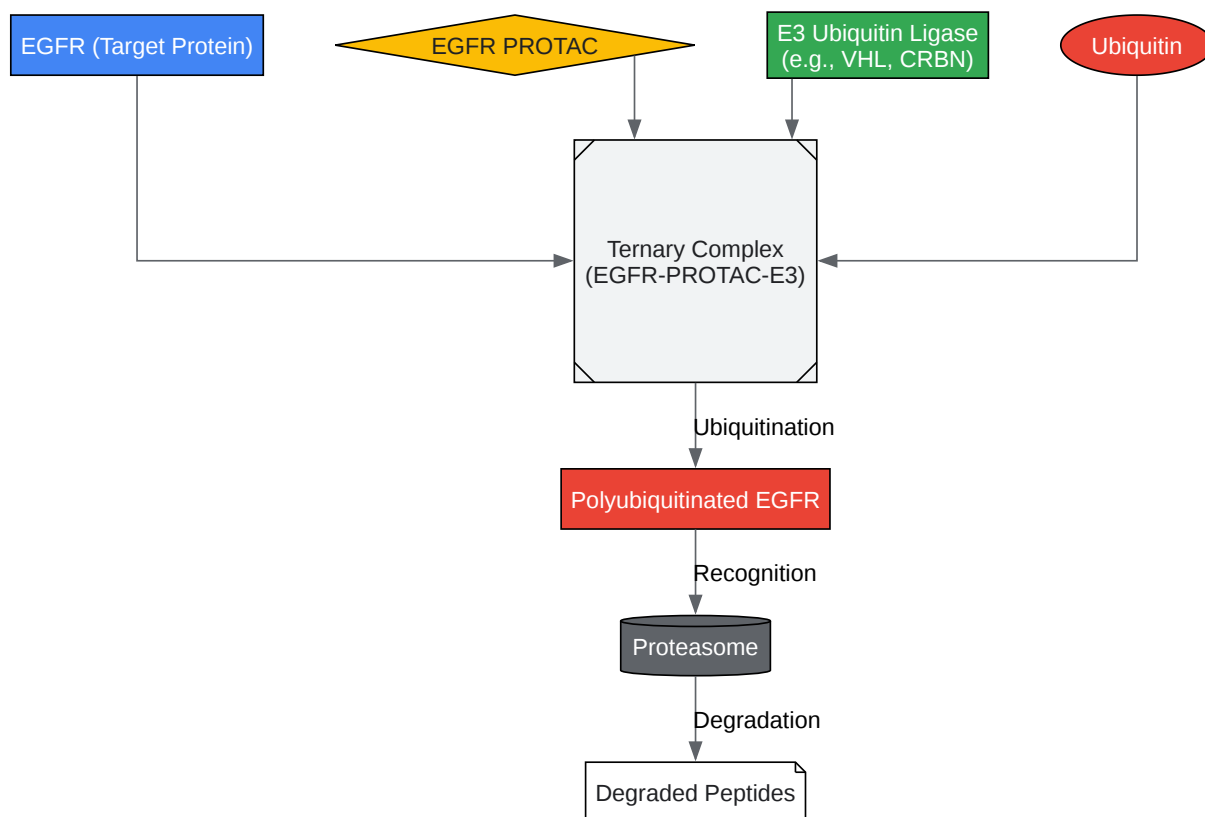 EGFR (Target Protein)
EGFR PROTAC
E3 Ubiquitin Ligase
(e.g., VHL, CRBN)
Ubiquitin
Ternary Complex
(EGFR-PROTAC-E3)
Ubiquitination
Polyubiquitinated EGFR
Recognition
Proteasome
Degradation
Degraded Peptides